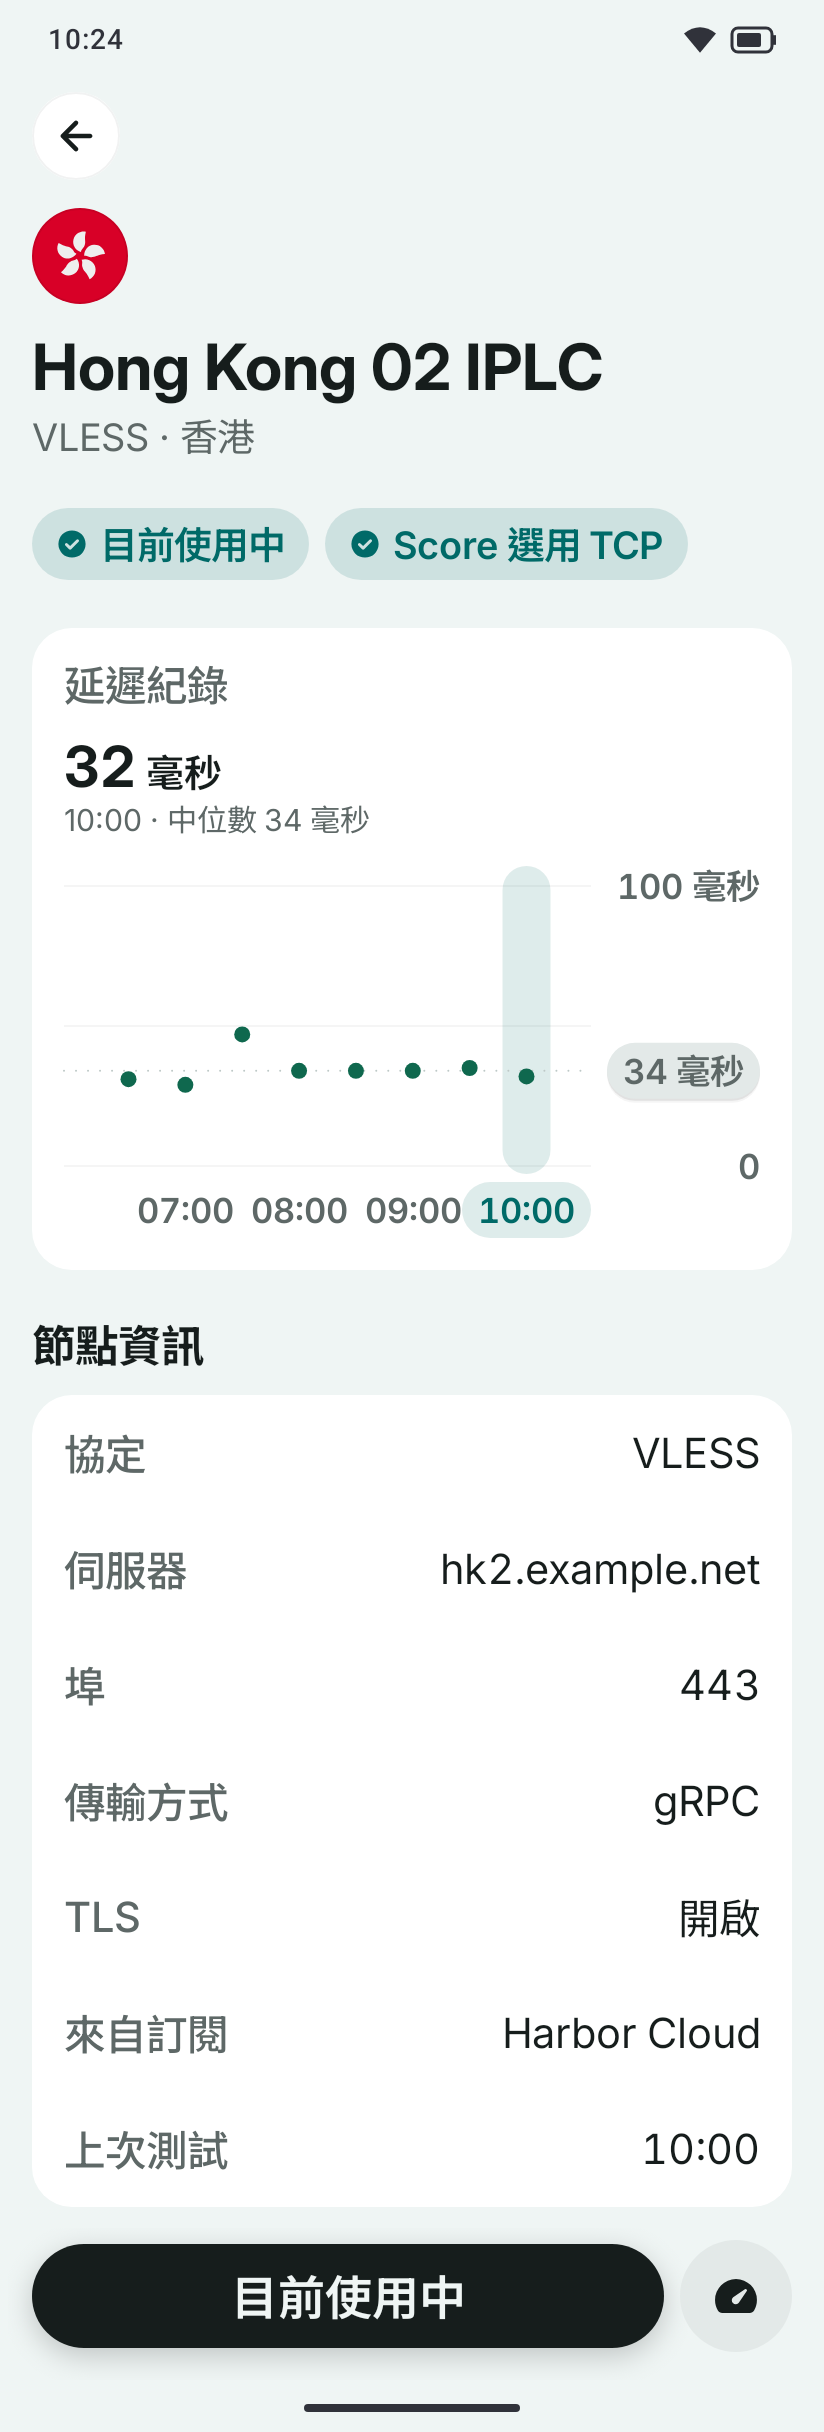 10:24
Hong Kong 02 IPLC
VLESS · 香港
目前使用中
Score 選用 TCP
延遲紀錄
32 毫秒
10:00 · 中位數 34 毫秒
100 毫秒
34 毫秒
0
07:00 08:00 09:00 10:00
節點資訊
協定 VLESS
伺服器 hk2.example.net
埠 443
傳輸方式 gRPC
TLS 開啟
來自訂閱 Harbor Cloud
上次測試 10:00
目前使用中